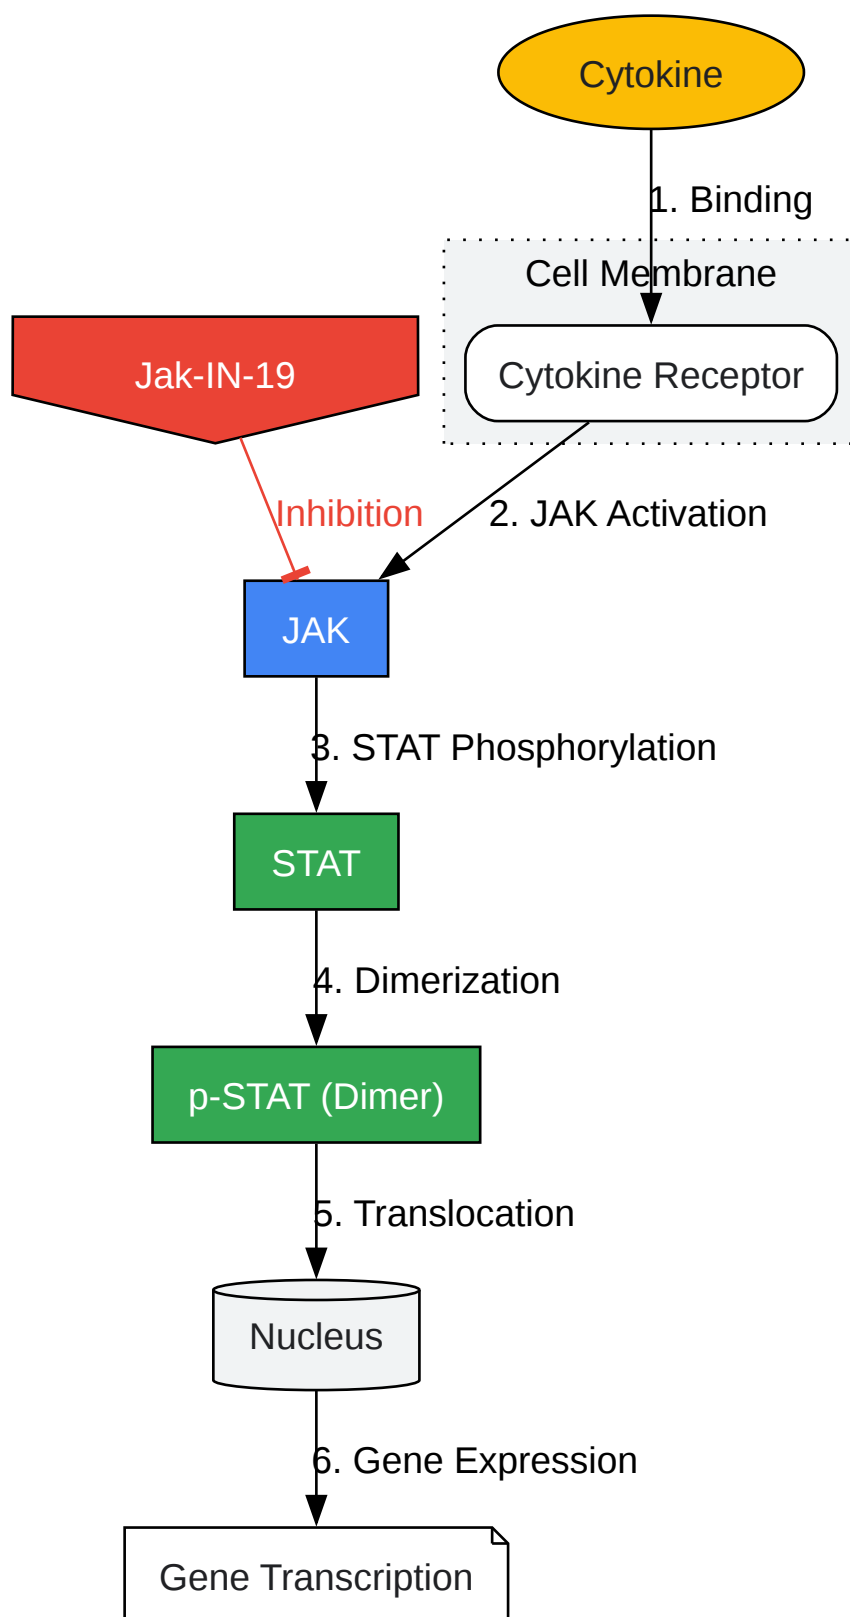 Cytokine
1. Binding
Cell Membrane
Jak-IN-19
Cytokine Receptor
Inhibition
2. JAK Activation
JAK
3. STAT Phosphorylation
STAT
4. Dimerization
p-STAT (Dimer)
5. Translocation
Nucleus
6. Gene Expression
Gene Transcription